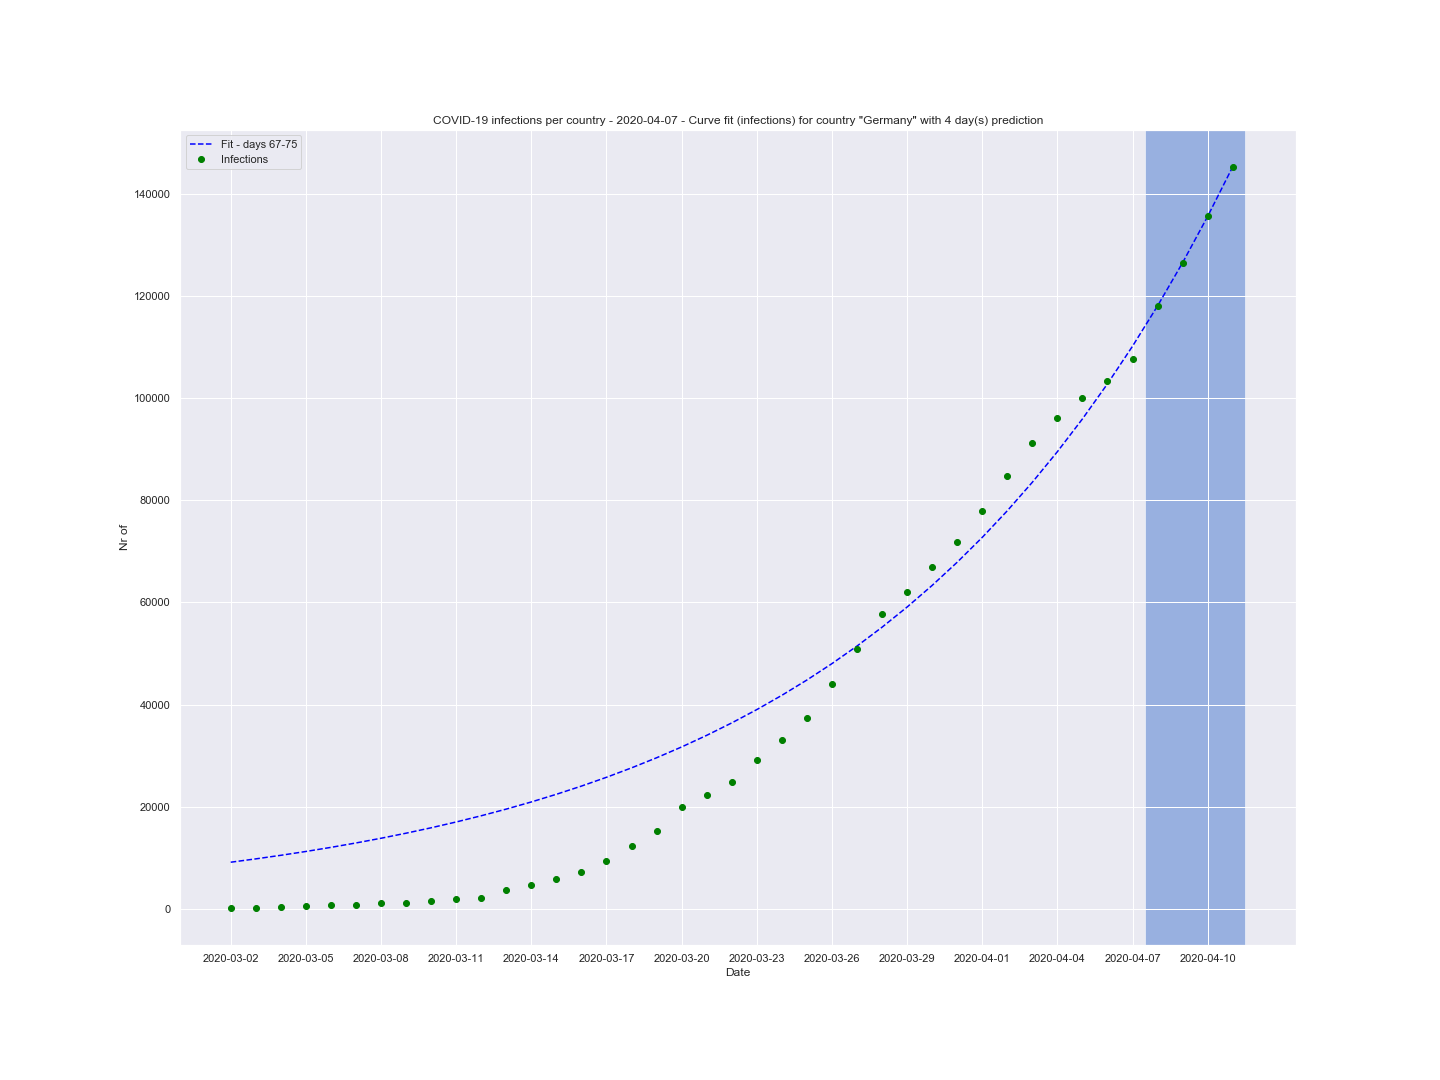 COVID-19 infections per country - 2020-04-07 - Curve fit (infections) for country "Germany" with 4 day(s) prediction
Fit - days 67-75
Infections
140000
120000
100000
80000
60000
40000
20000
0
Nr of
2020-03-02 2020-03-05 2020-03-08 2020-03-11 2020-03-14 2020-03-17 2020-03-20 2020-03-23 2020-03-26 2020-03-29 2020-04-01 2020-04-04 2020-04-07 2020-04-10
Date